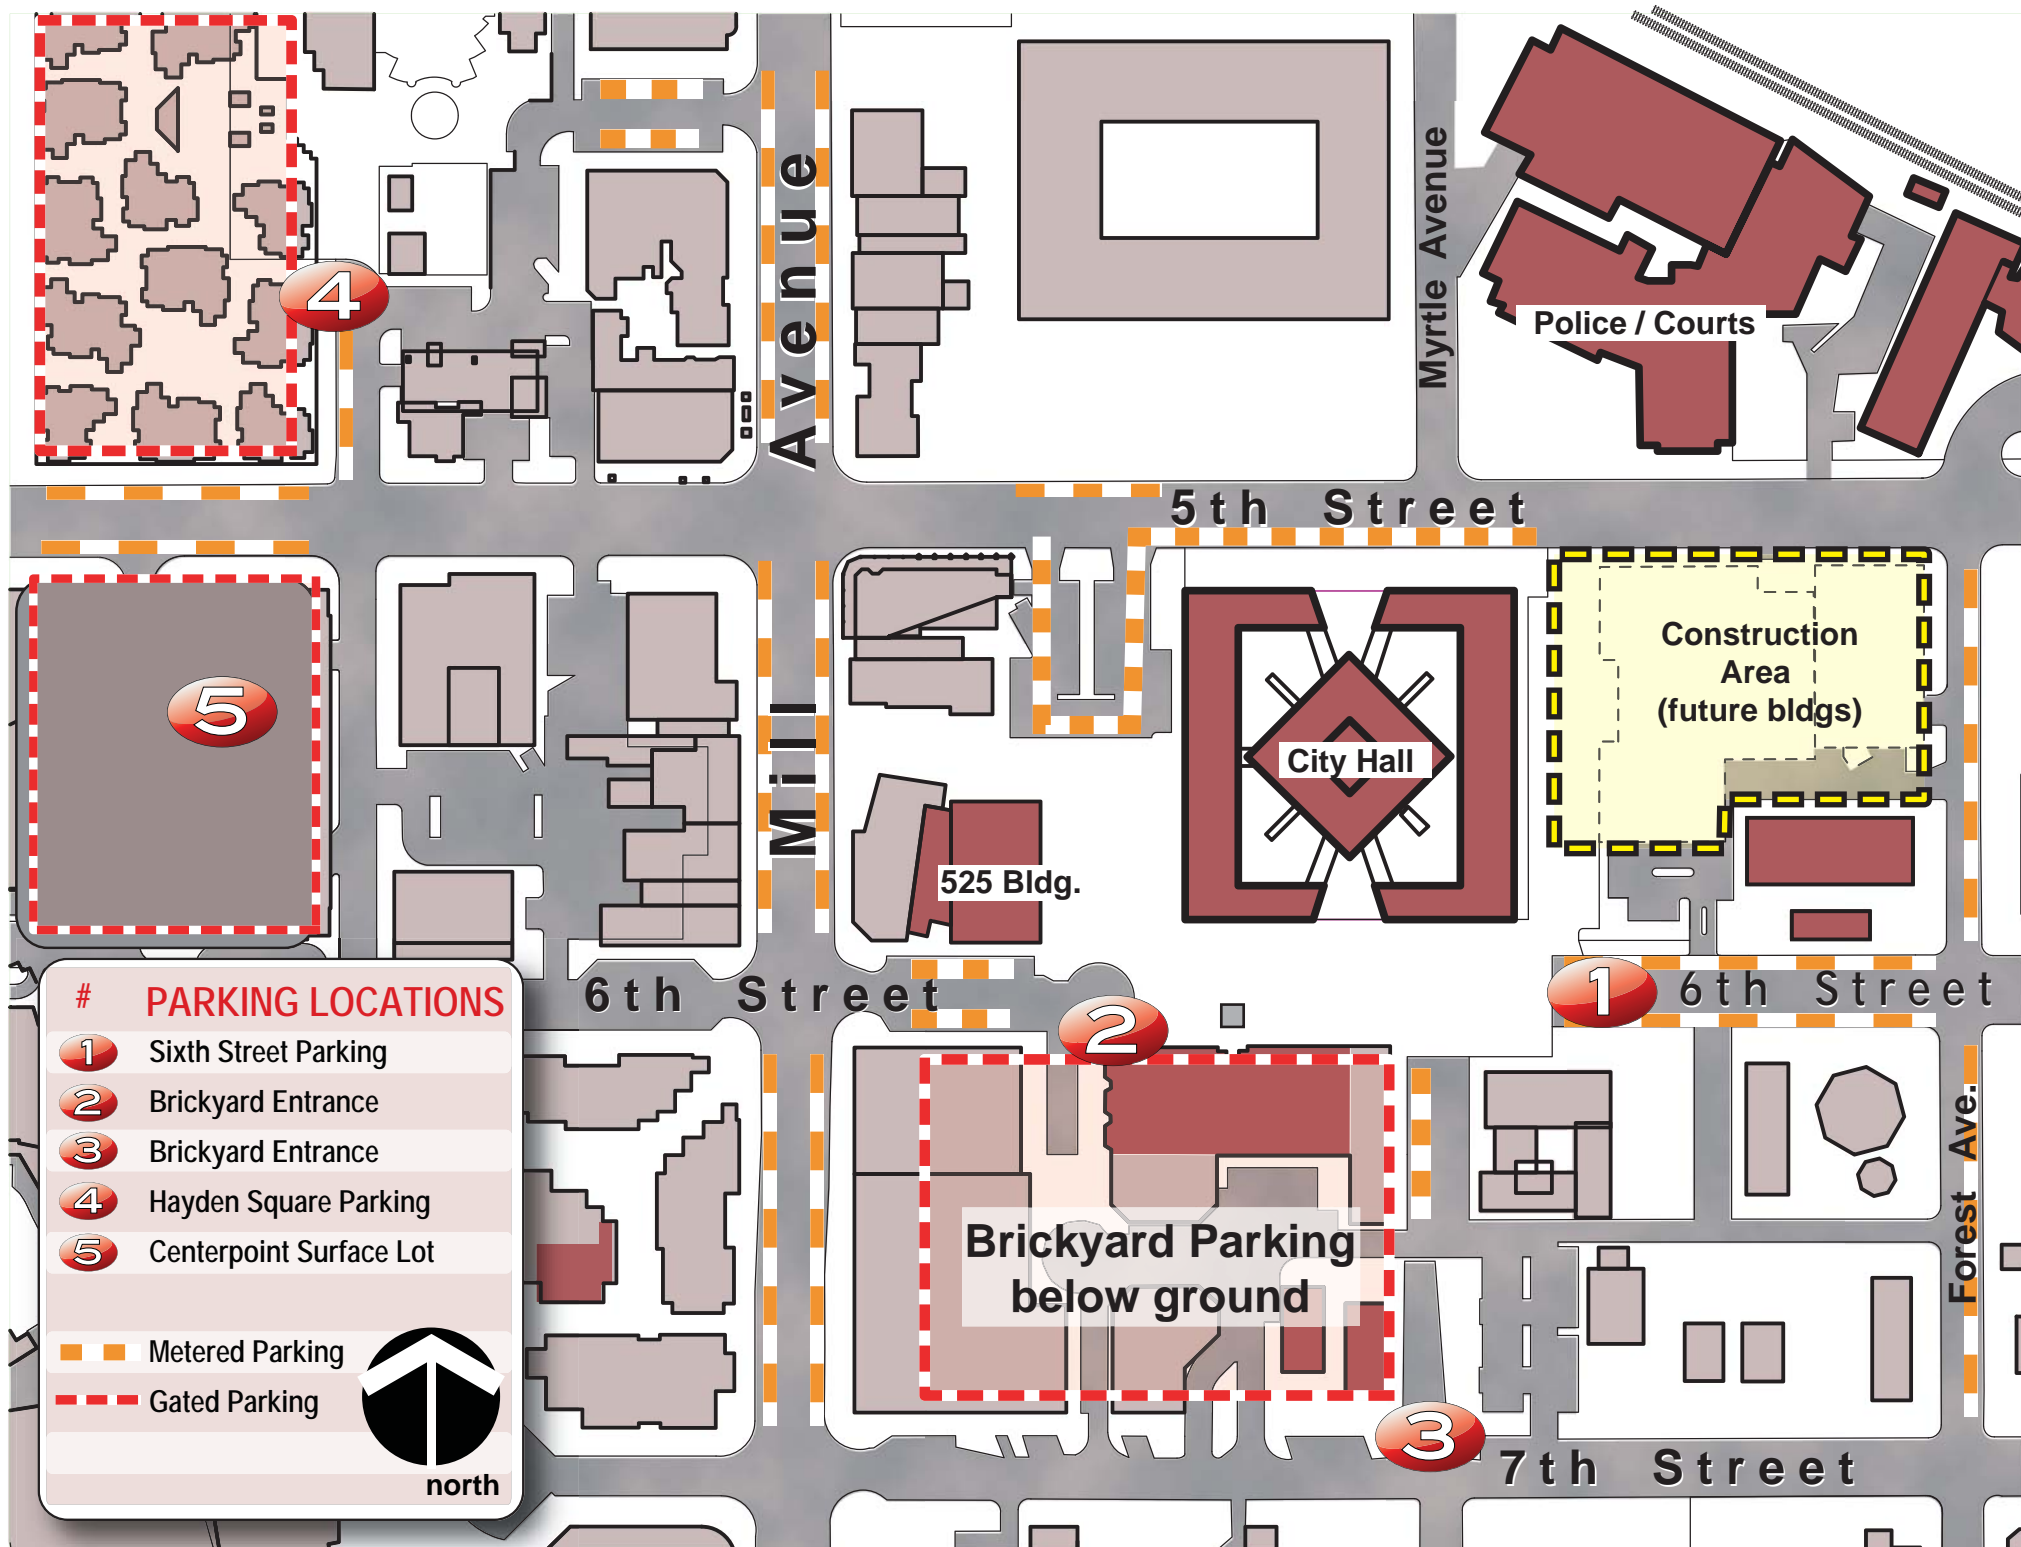 Avenue
Myrtle Avenue
Police / Courts
4
5th Street
Construction
Area
(future bldgs)
5
Mill
City Hall
525 Bldg.
6th Street
1
6th Street
2
# PARKING LOCATIONS
1 Sixth Street Parking
2 Brickyard Entrance
3 Brickyard Entrance
4 Hayden Square Parking
5 Centerpoint Surface Lot
Metered Parking
Gated Parking
north
Brickyard Parking
below ground
Forest Ave.
3
7th Street